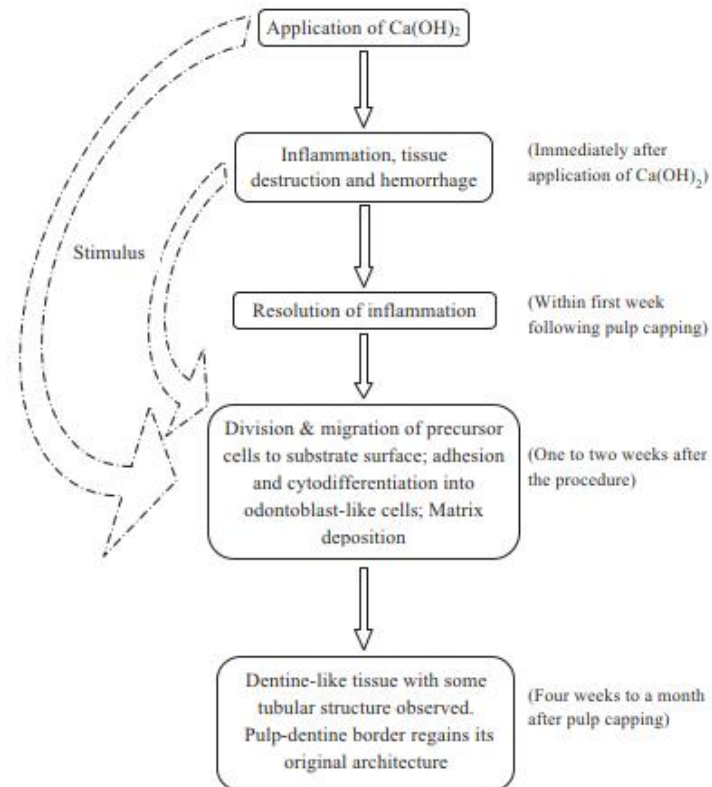 Application of Ca(OH)₂
Inflammation, tissue
destruction and hemorrhage
(Immediately after
application of Ca(OH)₂)
Stimulus
Resolution of inflammation
(Within first week
following pulp capping)
Division & migration of precursor
cells to substrate surface; adhesion
and cytodifferentiation into
odontoblast-like cells; Matrix
deposition
(One to two weeks after
the procedure)
Dentine-like tissue with some
tubular structure observed.
Pulp-dentine border regains its
original architecture
(Four weeks to a month
after pulp capping)